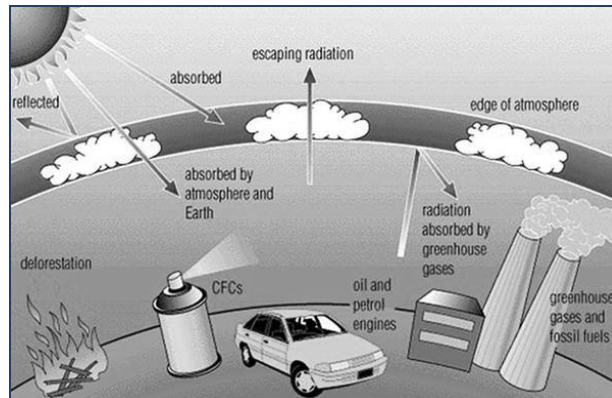 escaping radiation
absorbed
reflected
edge of atmosphere
absorbed by
atmosphere and
Earth
radiation
absorbed by
greenhouse
gases
deforestation
CFCs
oil and
petrol
engines
greenhouse
gases and
fossil fuels